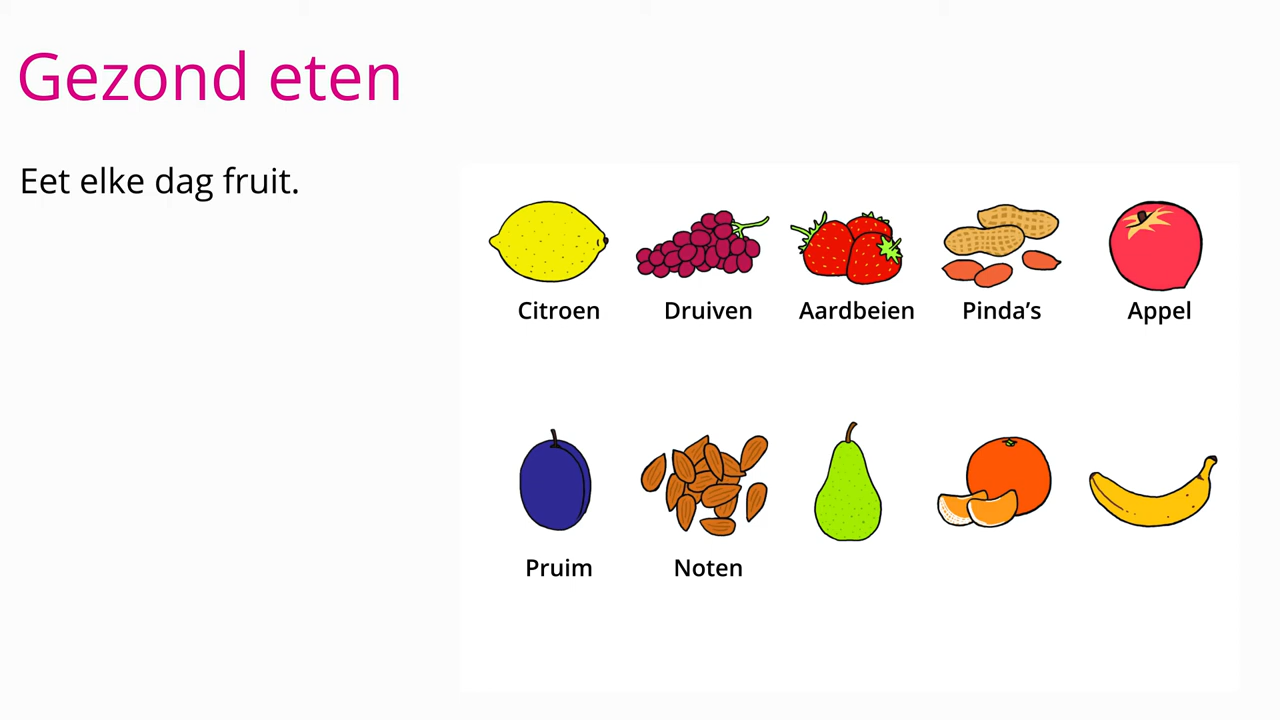 Gezond eten
Eet elke dag fruit.
Citroen Druiven Aardbeien Pinda’s Appel
Pruim Noten